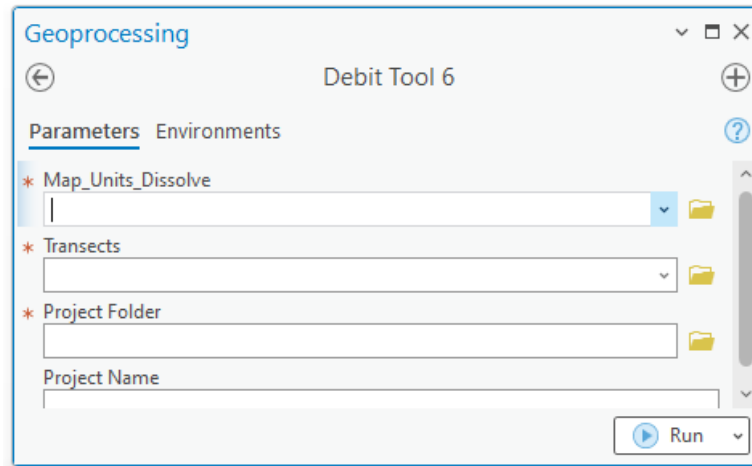 Geoprocessing
Debit Tool 6
Parameters Environments
* Map_Units_Dissolve
* Transects
* Project Folder
Project Name
Run